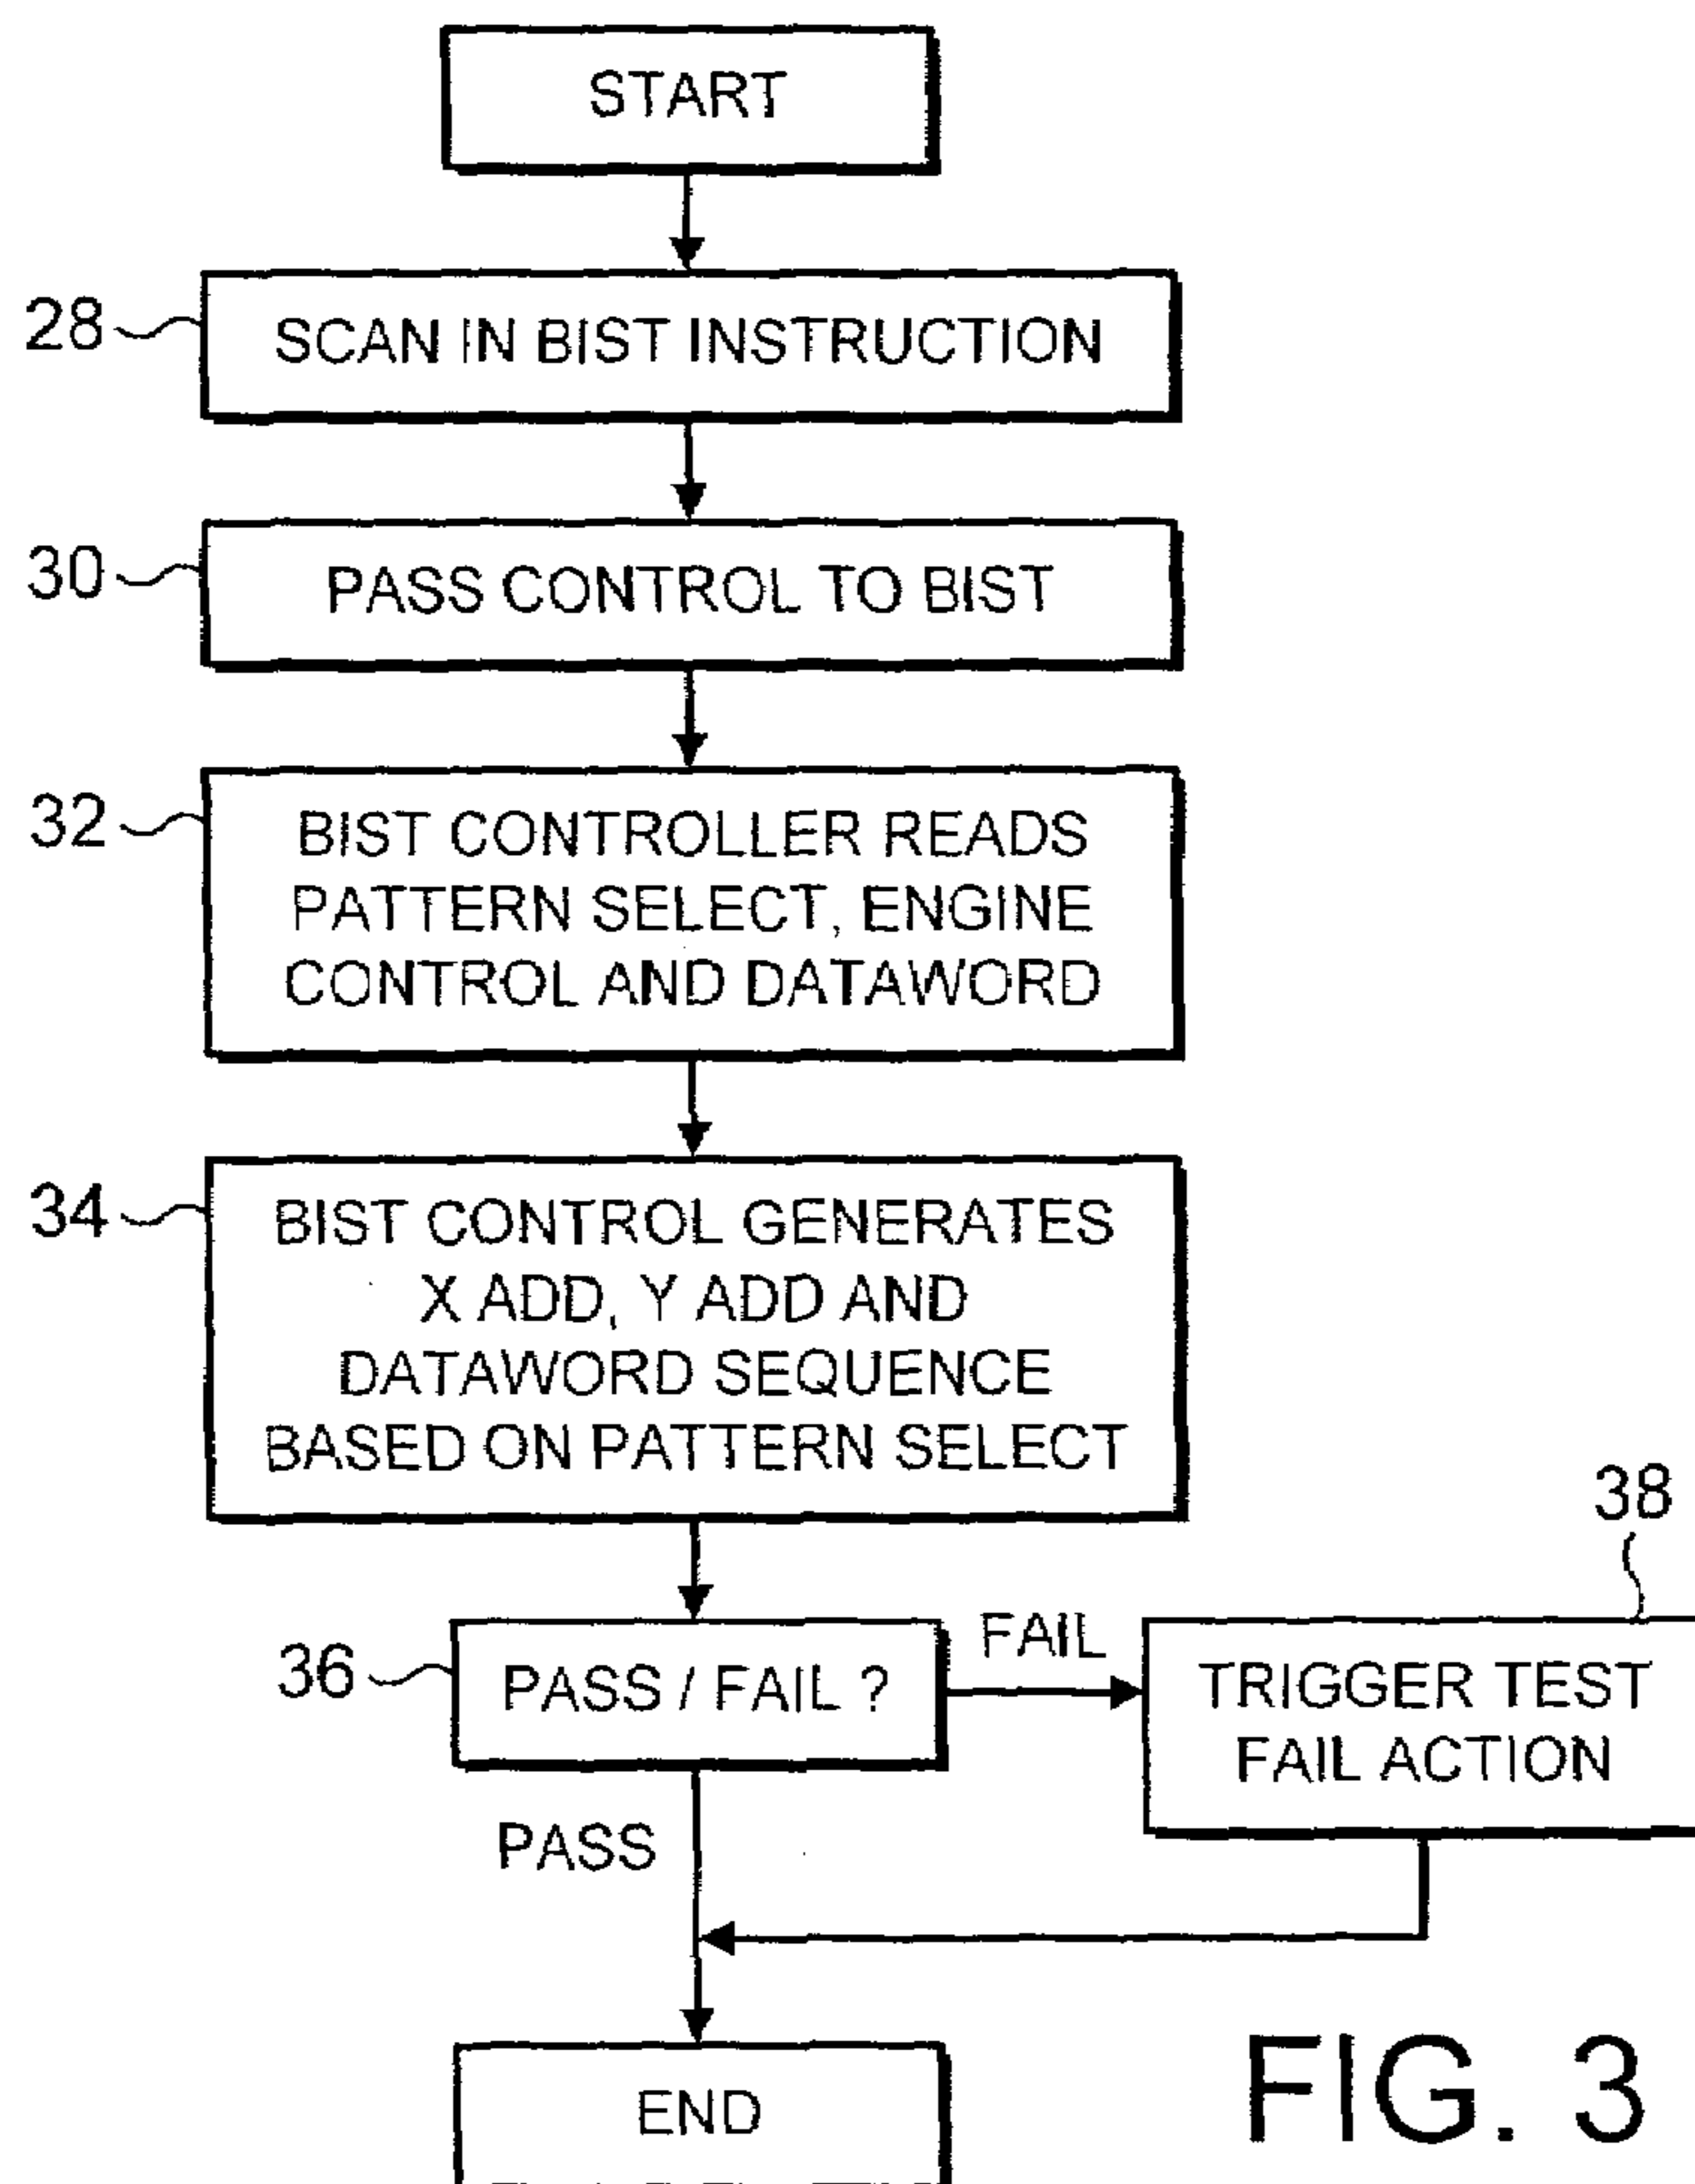 START
28
SCAN IN BIST INSTRUCTION
30
PASS CONTROL TO BIST
32
BIST CONTROLLER READS
PATTERN SELECT, ENGINE
CONTROL AND DATAWORD
34
BIST CONTROL GENERATES
X ADD, Y ADD AND
DATAWORD SEQUENCE
BASED ON PATTERN SELECT
36
PASS / FAIL ?
FAIL
38
TRIGGER TEST
FAIL ACTION
PASS
END
FIG. 3